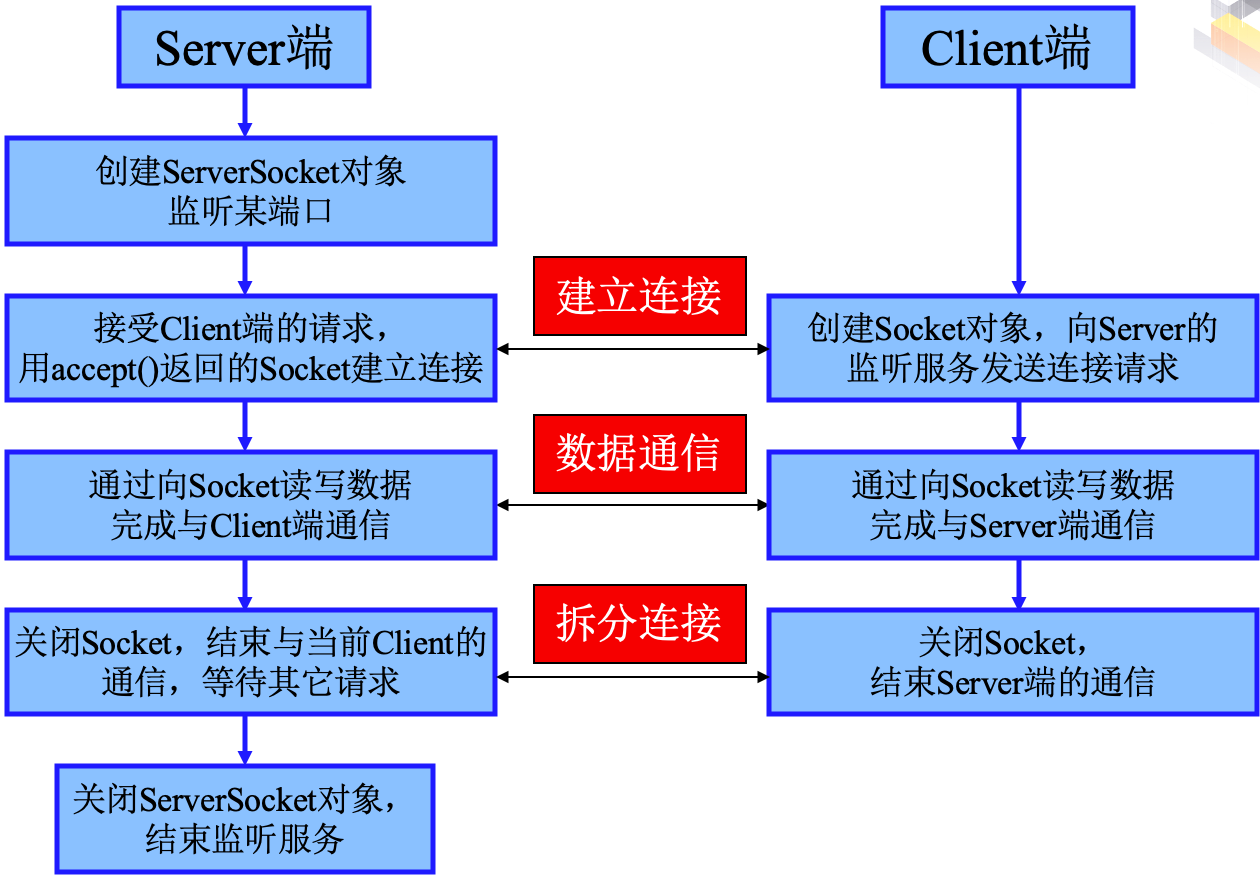 Server端
Client端
创建ServerSocket对象
监听某端口
建立连接
接受Client端的请求，
用accept()返回的Socket建立连接
创建Socket对象，向Server的
监听服务发送连接请求
数据通信
通过向Socket读写数据
完成与Client端通信
通过向Socket读写数据
完成与Server端通信
拆分连接
关闭Socket，结束与当前Client的
通信，等待其它请求
关闭Socket，
结束Server端的通信
关闭ServerSocket对象，
结束监听服务